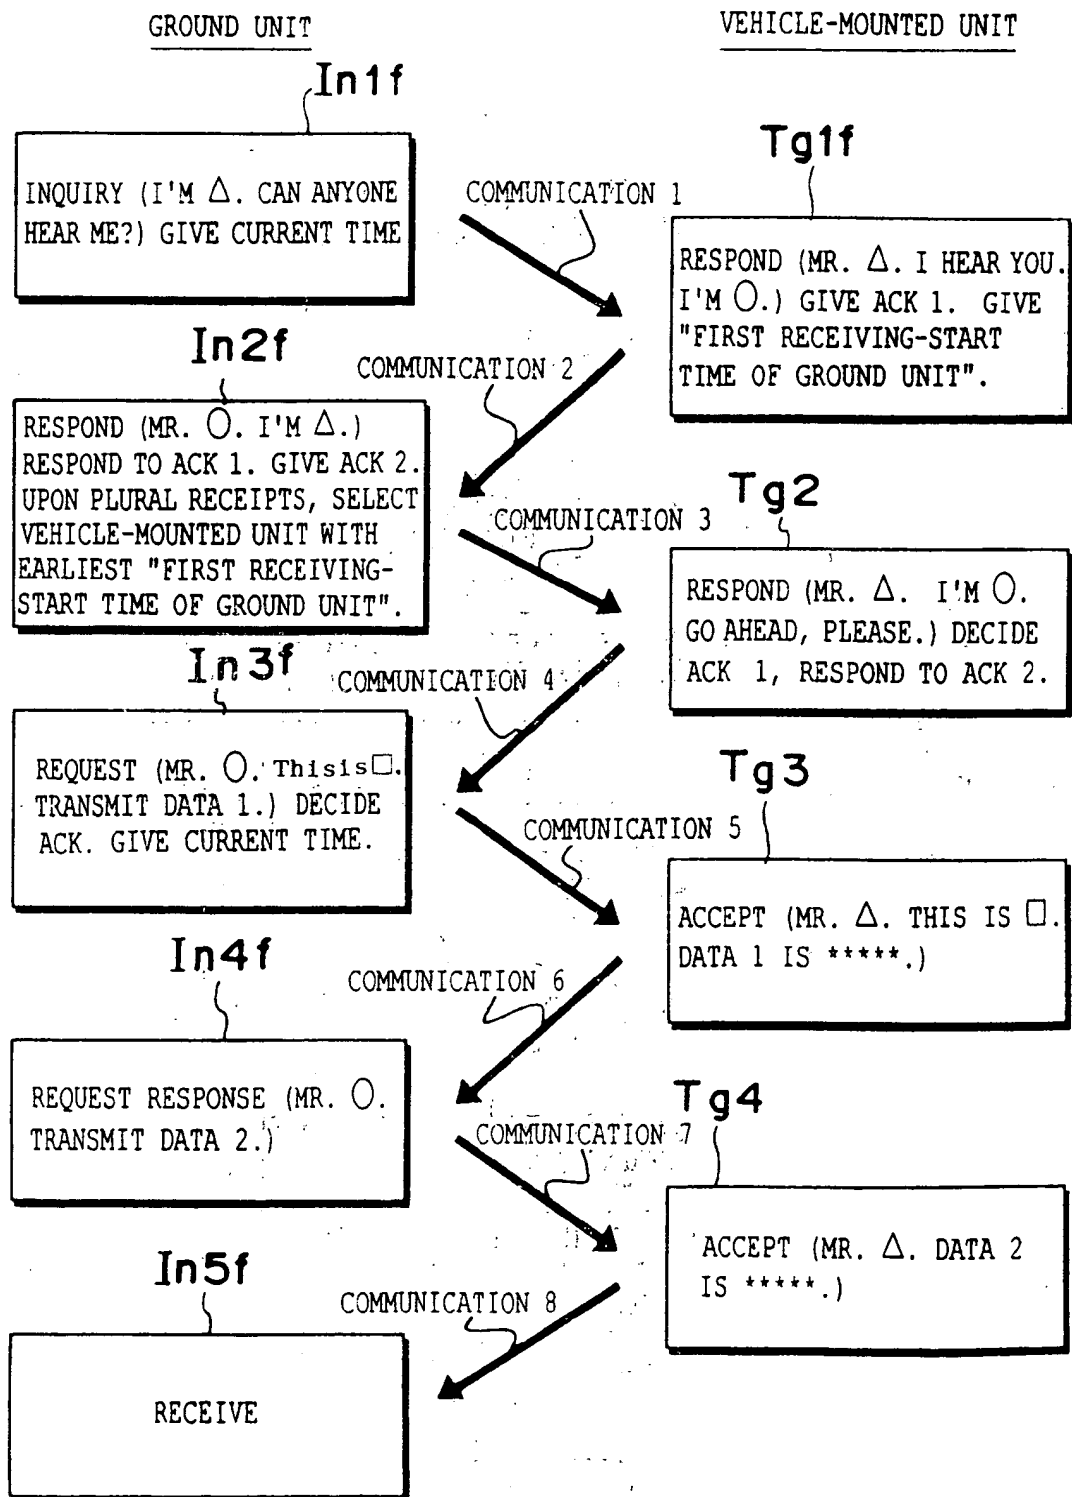 GROUND UNIT
VEHICLE-MOUNTED UNIT
In1f
INQUIRY (I'M △. CAN ANYONE
HEAR ME?) GIVE CURRENT TIME
COMMUNICATION 1
Tg1f
RESPOND (MR. △. I HEAR YOU.
I'M ○.) GIVE ACK 1. GIVE
"FIRST RECEIVING-START
TIME OF GROUND UNIT".
COMMUNICATION 2
In2f
RESPOND (MR. ○. I'M △.)
RESPOND TO ACK 1. GIVE ACK 2.
UPON PLURAL RECEIPTS, SELECT
VEHICLE-MOUNTED UNIT WITH
EARLIEST "FIRST RECEIVING-
START TIME OF GROUND UNIT".
COMMUNICATION 3
Tg2
RESPOND (MR. △. I'M ○.
GO AHEAD, PLEASE.) DECIDE
ACK 1, RESPOND TO ACK 2.
COMMUNICATION 4
In3f
REQUEST (MR. ○. Thisis□.
TRANSMIT DATA 1.) DECIDE
ACK. GIVE CURRENT TIME.
COMMUNICATION 5
Tg3
ACCEPT (MR. △. THIS IS □.
DATA 1 IS *****.)
COMMUNICATION 6
In4f
REQUEST RESPONSE (MR. ○.
TRANSMIT DATA 2.)
COMMUNICATION 7
Tg4
ACCEPT (MR. △. DATA 2
IS *****.)
COMMUNICATION 8
In5f
RECEIVE